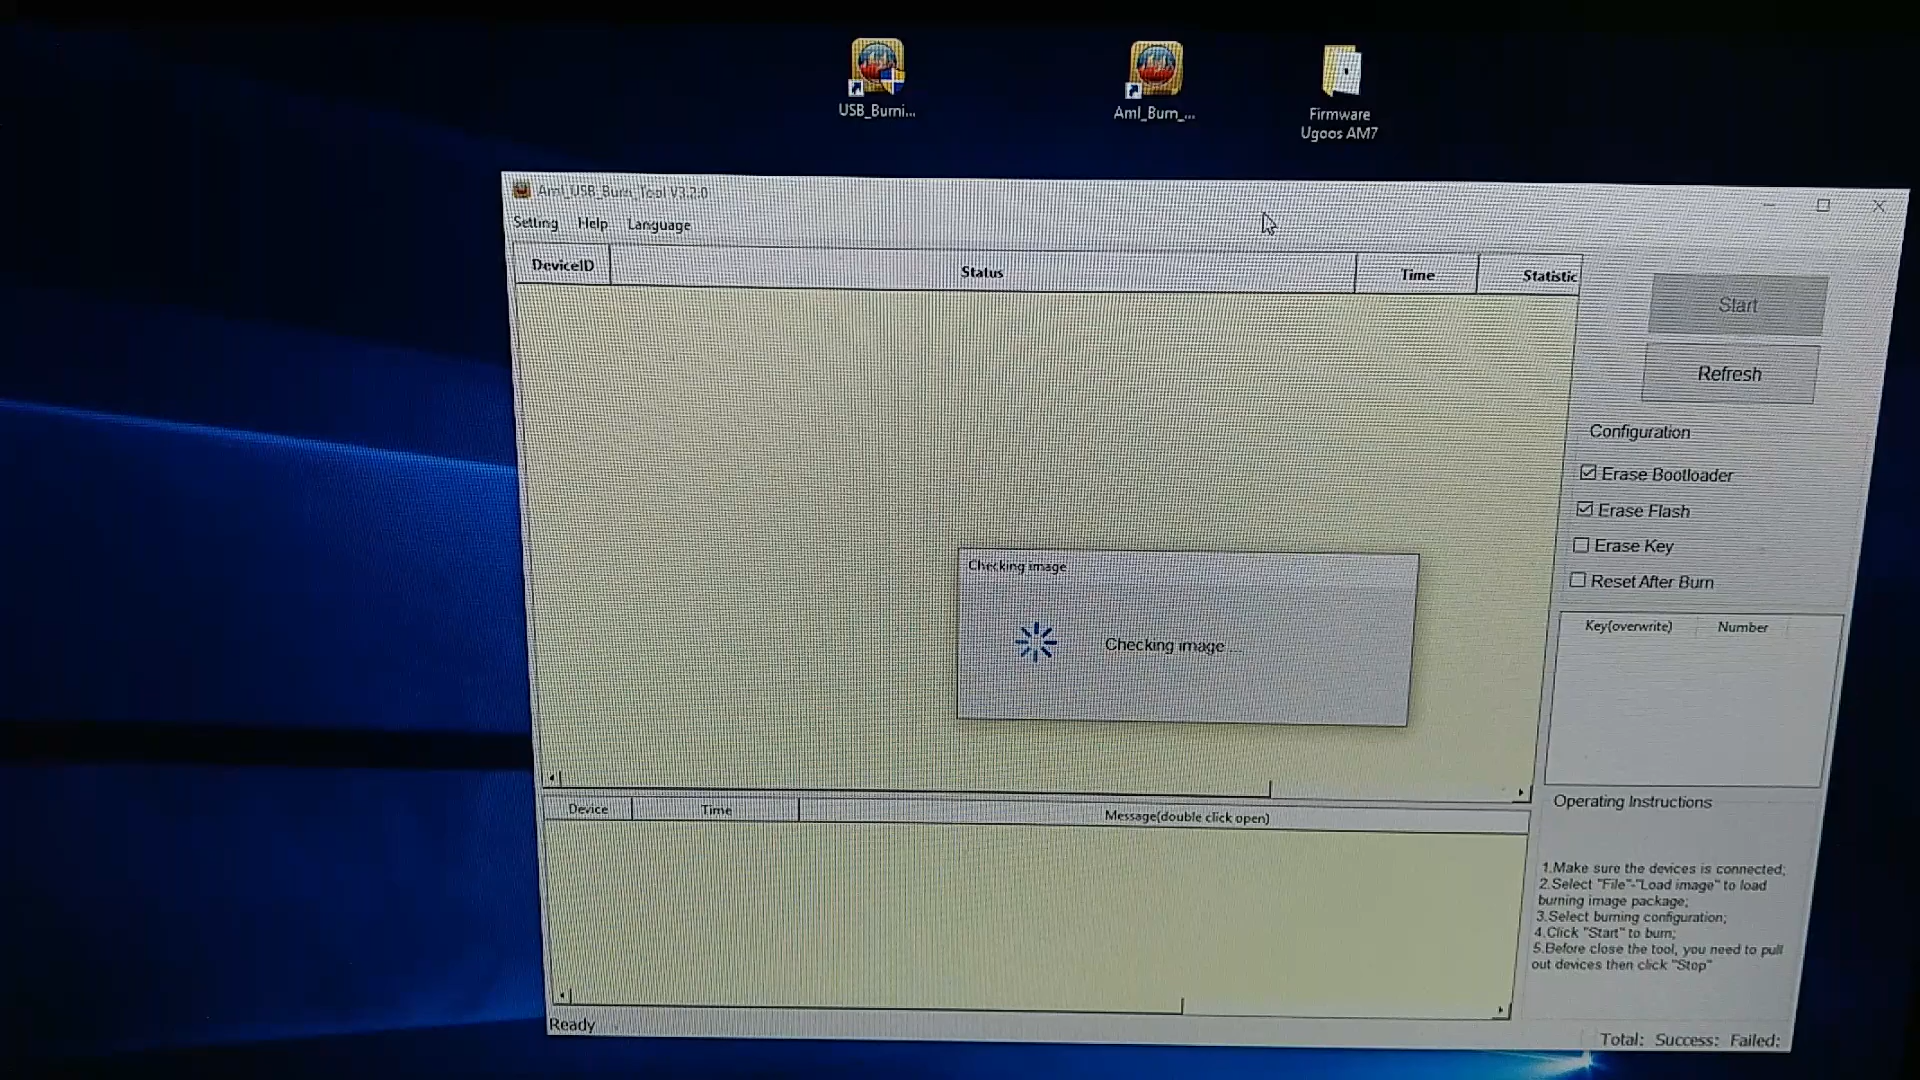 USB_Burni...
Aml_Burn_...
Firmware
Ugoos AM7
Aml_USB_Burn_Tool V3.2.0
Setting Help Language
DeviceID Status Time Statistic
Start
Refresh
Configuration
Erase Bootloader
Erase Flash
Erase Key
Reset After Burn
Checking image
Checking image ...
Key(overwrite) Number
Device Time Message(double click open)
Operating Instructions
1.Make sure the devices is connected;
2.Select "File"-"Load image" to load
burning image package;
3.Select burning configuration;
4.Click "Start" to burn;
5.Before close the tool, you need to pull
out devices then click "Stop"
Ready
Total: Success: Failed: